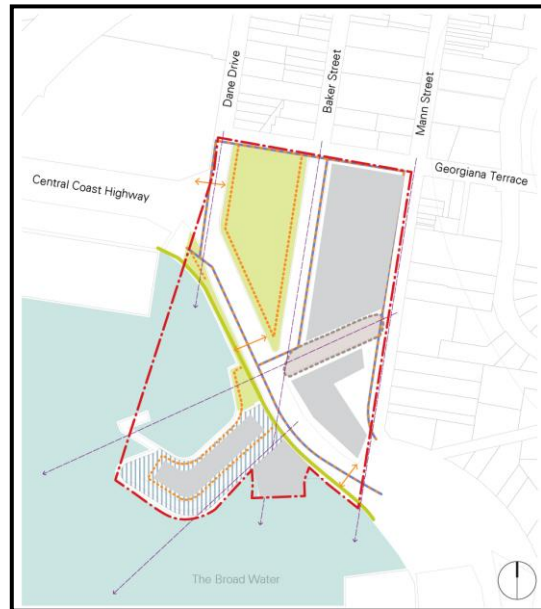 Dane Drive
Baker Street
Mann Street
Georgiana Terrace
Central Coast Highway
The Broad Water